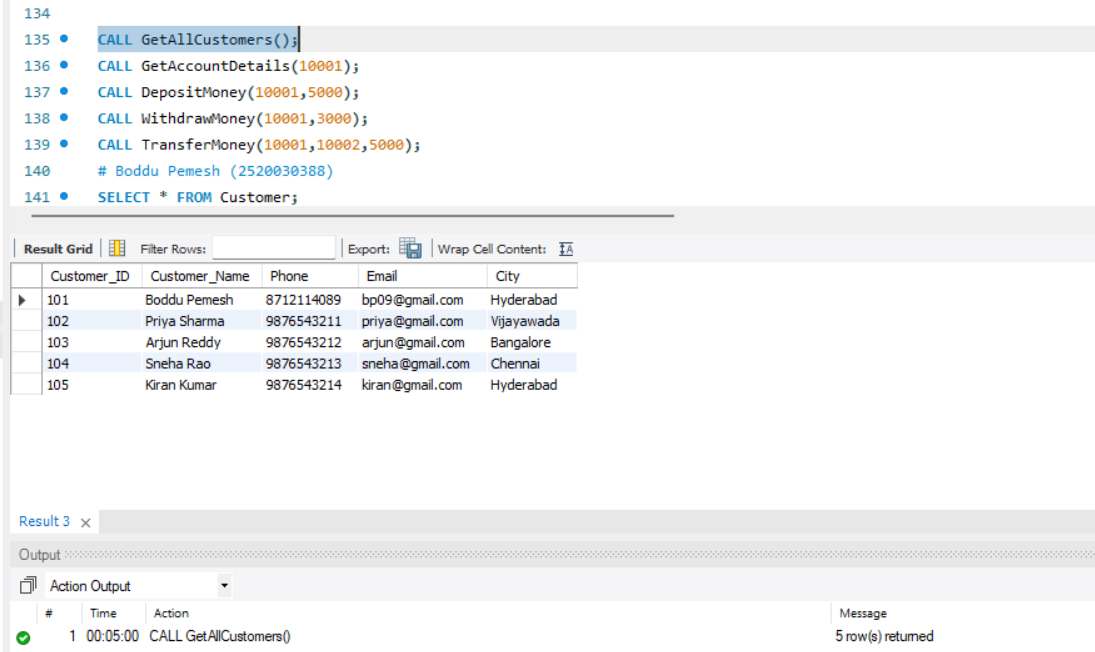 134
135 CALL GetAllCustomers();
136 CALL GetAccountDetails(10001);
137 CALL DepositMoney(10001,5000);
138 CALL WithdrawMoney(10001,3000);
139 CALL TransferMoney(10001,10002,5000);
140 # Boddu Pemesh (2520030388)
141 SELECT * FROM Customer;
Result Grid Filter Rows: Export: Wrap Cell Content: IA
Customer_ID Customer_Name Phone Email City
101 Boddu Pemesh 8712114089 bp09@gmail.com Hyderabad
102 Priya Sharma 9876543211 priya@gmail.com Vijayawada
103 Arjun Reddy 9876543212 arjun@gmail.com Bangalore
104 Sneha Rao 9876543213 sneha@gmail.com Chennai
105 Kiran Kumar 9876543214 kiran@gmail.com Hyderabad
Result 3
Output
Action Output
# Time Action Message
1 00:05:00 CALL GetAllCustomers() 5 row(s) returned